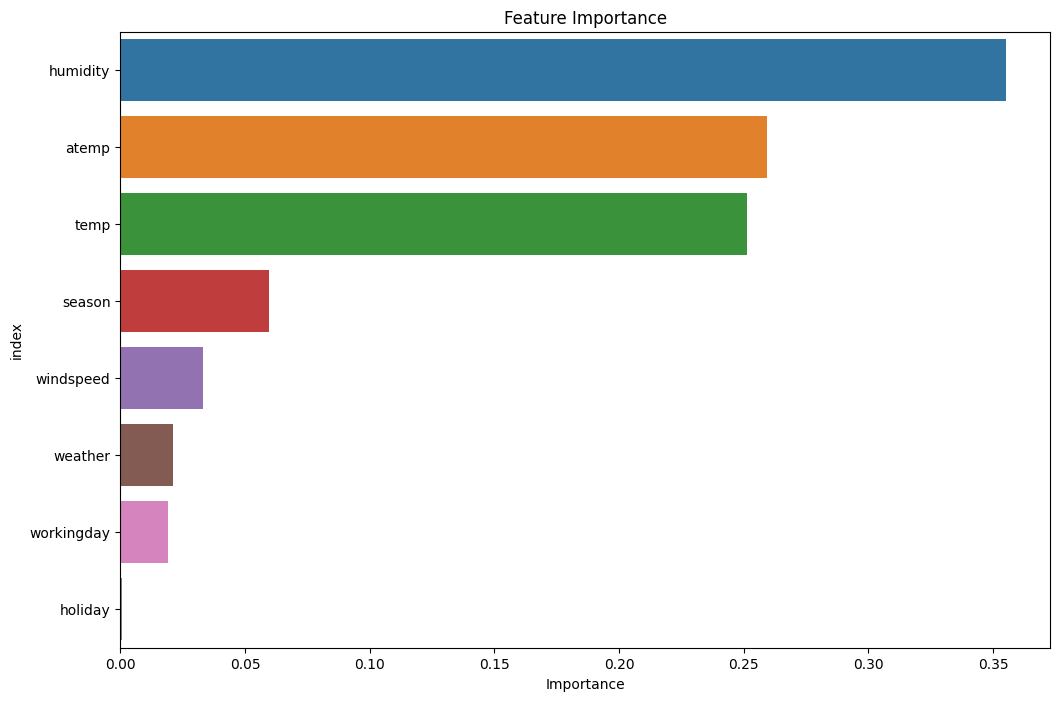 Feature Importance
humidity
atemp
temp
season
windspeed
weather
workingday
holiday
index
0.00 0.05 0.10 0.15 0.20 0.25 0.30 0.35
Importance